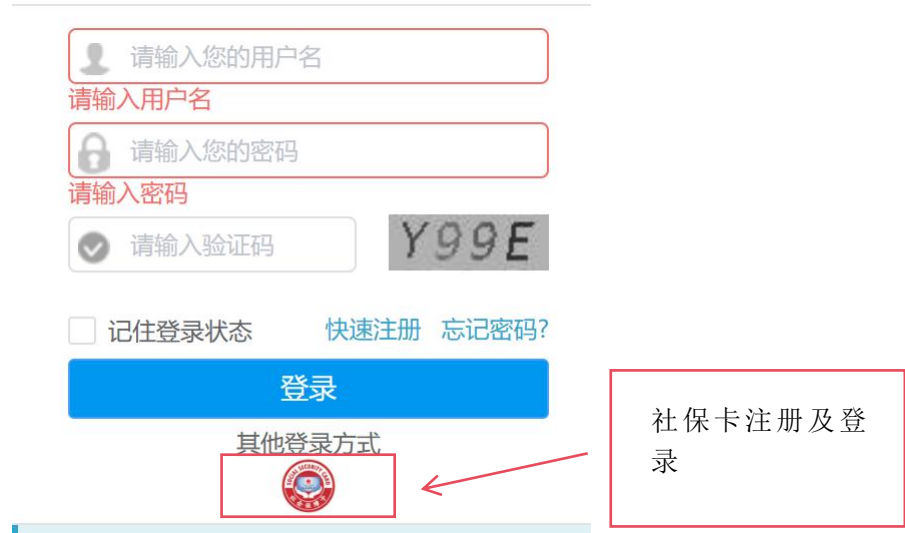 请输入您的用户名
请输入用户名
请输入您的密码
请输入密码
请输入验证码
Y99E
记住登录状态
快速注册
忘记密码?
登录
其他登录方式
SOCIAL SECURITY CARD
社保卡注册及登
录